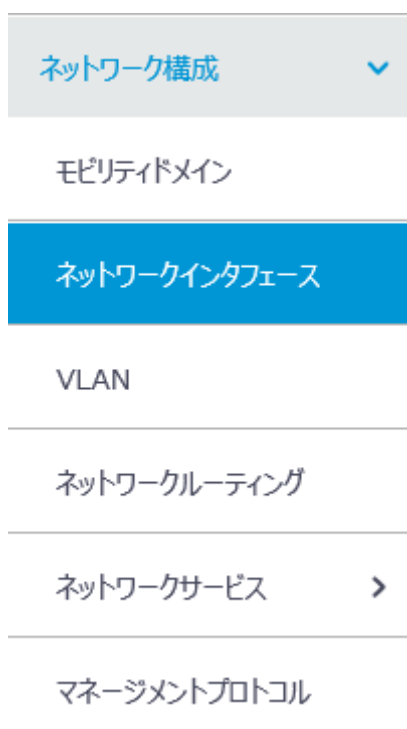 ネットワーク構成
モビリティドメイン
ネットワークインタフェース
VLAN
ネットワークルーティング
ネットワークサービス
マネージメントプロトコル